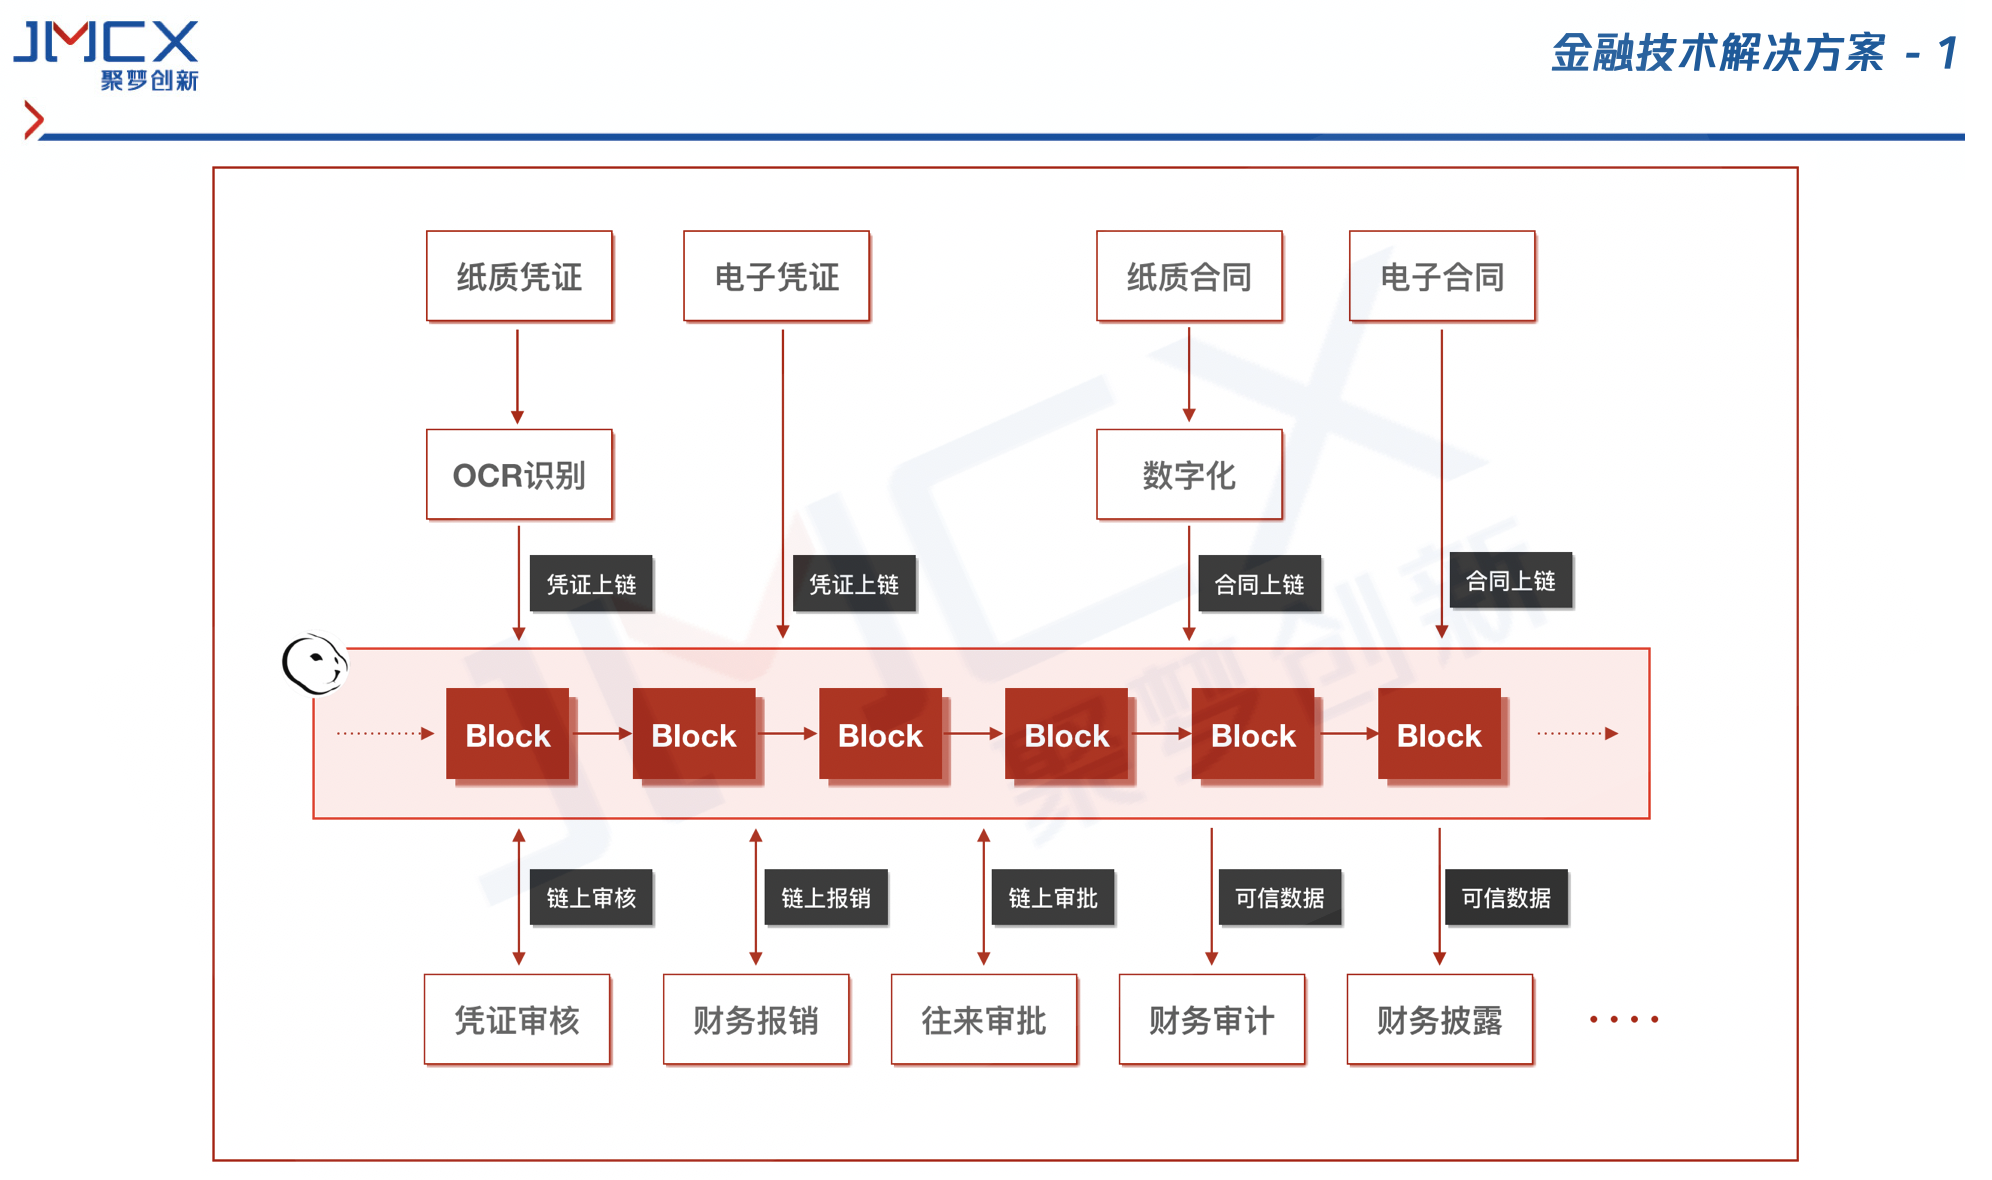 JMCX
聚梦创新
金融技术解决方案 - 1
纸质凭证
电子凭证
纸质合同
电子合同
OCR识别
数字化
凭证上链
凭证上链
合同上链
合同上链
Block
Block
Block
Block
Block
Block
链上审核
链上报销
链上审批
可信数据
可信数据
凭证审核
财务报销
往来审批
财务审计
财务披露
JMCX
聚梦创新